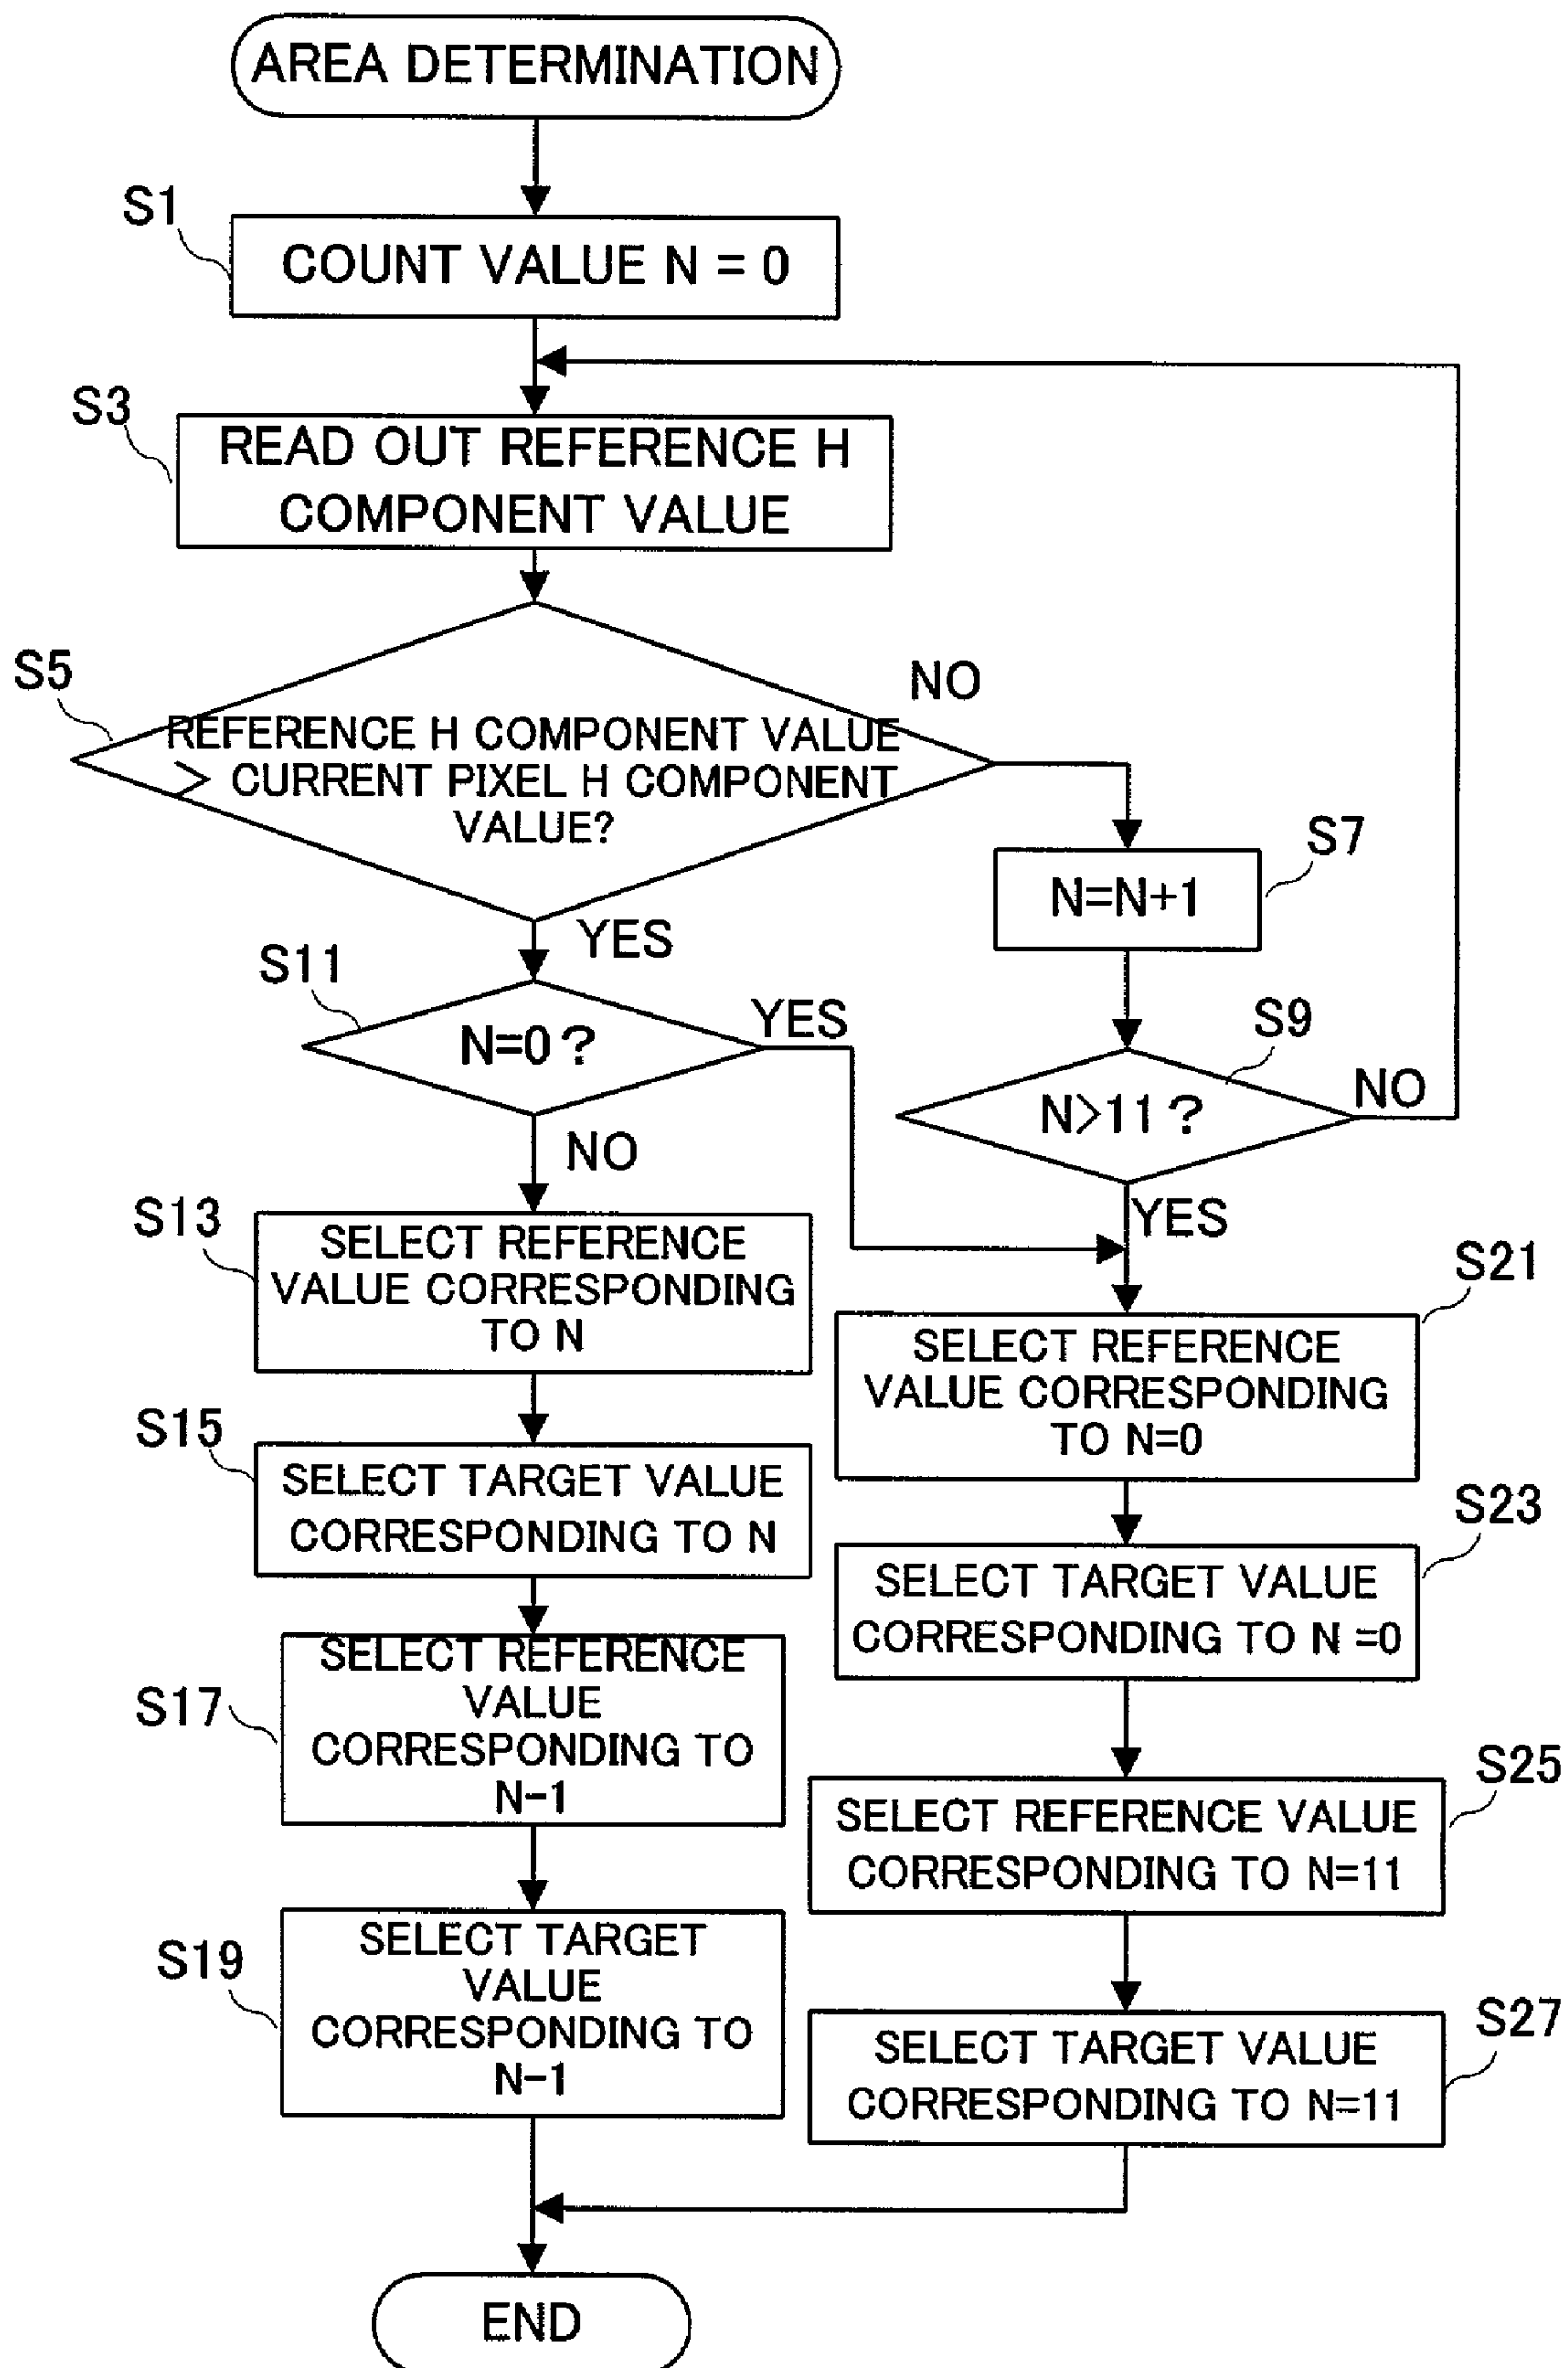 AREA DETERMINATION
S1
COUNT VALUE N = 0
S3
READ OUT REFERENCE H
COMPONENT VALUE
S5
NO
REFERENCE H COMPONENT VALUE
> CURRENT PIXEL H COMPONENT
VALUE?
S7
N=N+1
YES
S11
N=0?
YES
S9
N>11?
NO
NO
YES
S13
SELECT REFERENCE
VALUE CORRESPONDING
TO N
S21
SELECT REFERENCE
VALUE CORRESPONDING
TO N=0
S15
SELECT TARGET VALUE
CORRESPONDING TO N
S23
SELECT TARGET VALUE
CORRESPONDING TO N =0
S17
SELECT REFERENCE
VALUE
CORRESPONDING TO
N-1
S25
SELECT REFERENCE VALUE
CORRESPONDING TO N=11
S19
SELECT TARGET
VALUE
CORRESPONDING TO
N-1
S27
SELECT TARGET VALUE
CORRESPONDING TO N=11
END